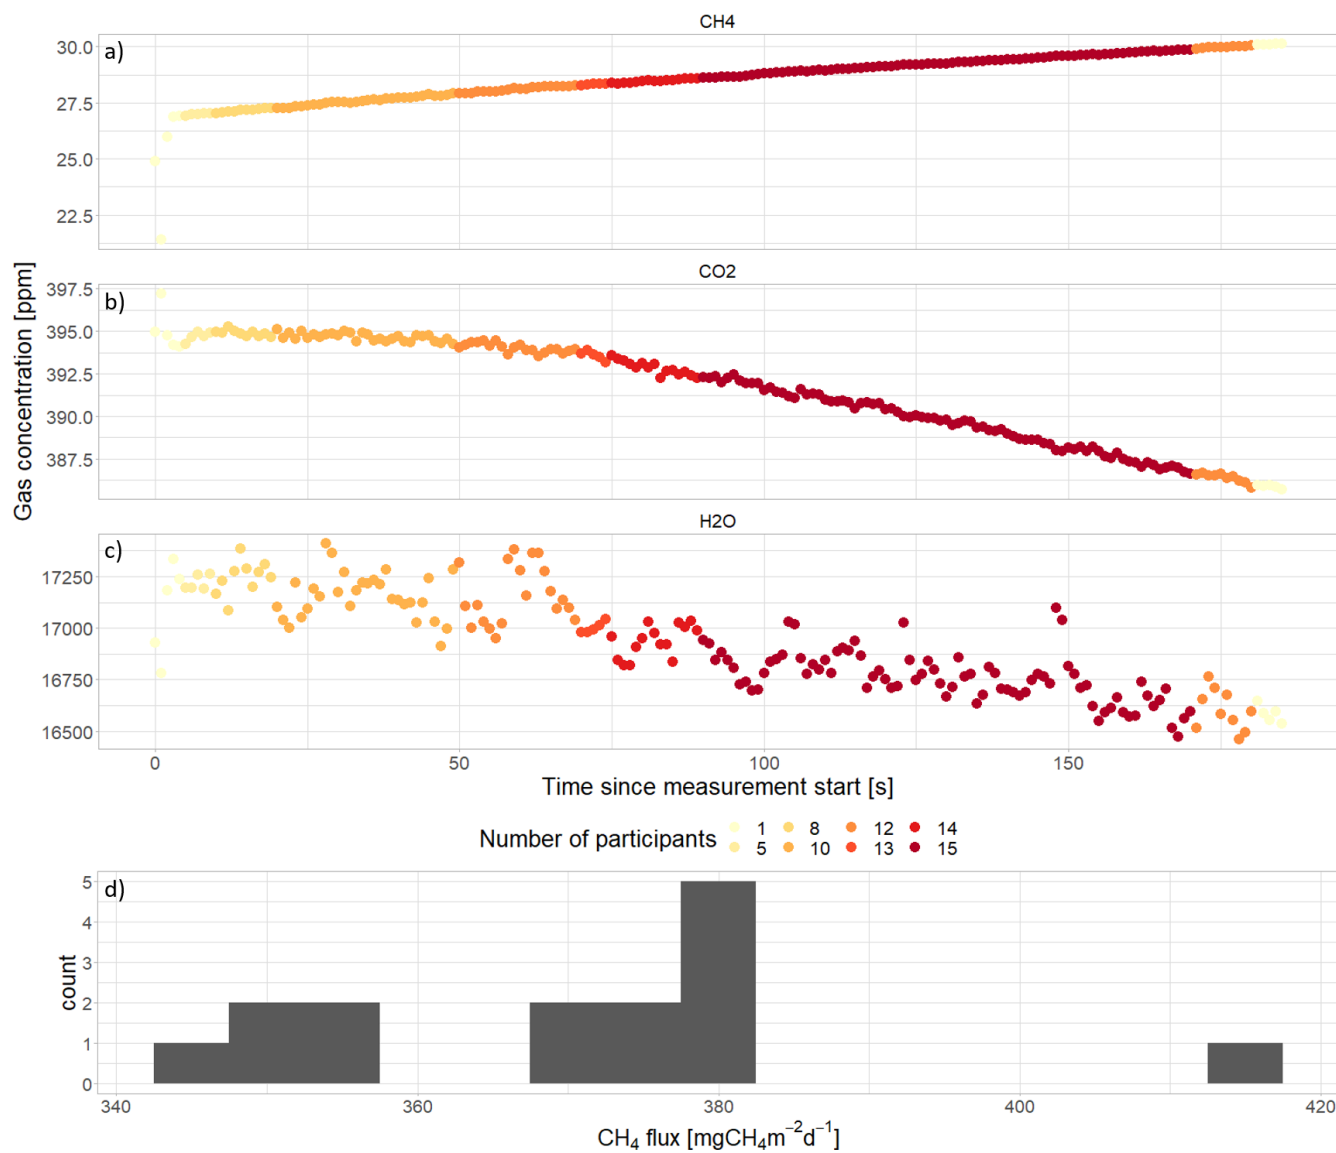 CH4
a)
30.0
27.5
25.0
22.5
CO2
b)
397.5
395.0
392.5
390.0
387.5
Gas concentration [ppm]
H2O
c)
17250
17000
16750
16500
0 50 100 150
Time since measurement start [s]
Number of participants 1 8 12 14
5 10 13 15
d)
5
4
3
2
1
0
count
340 360 380 400 420
CH₄ flux [mgCH₄m⁻²d⁻¹]